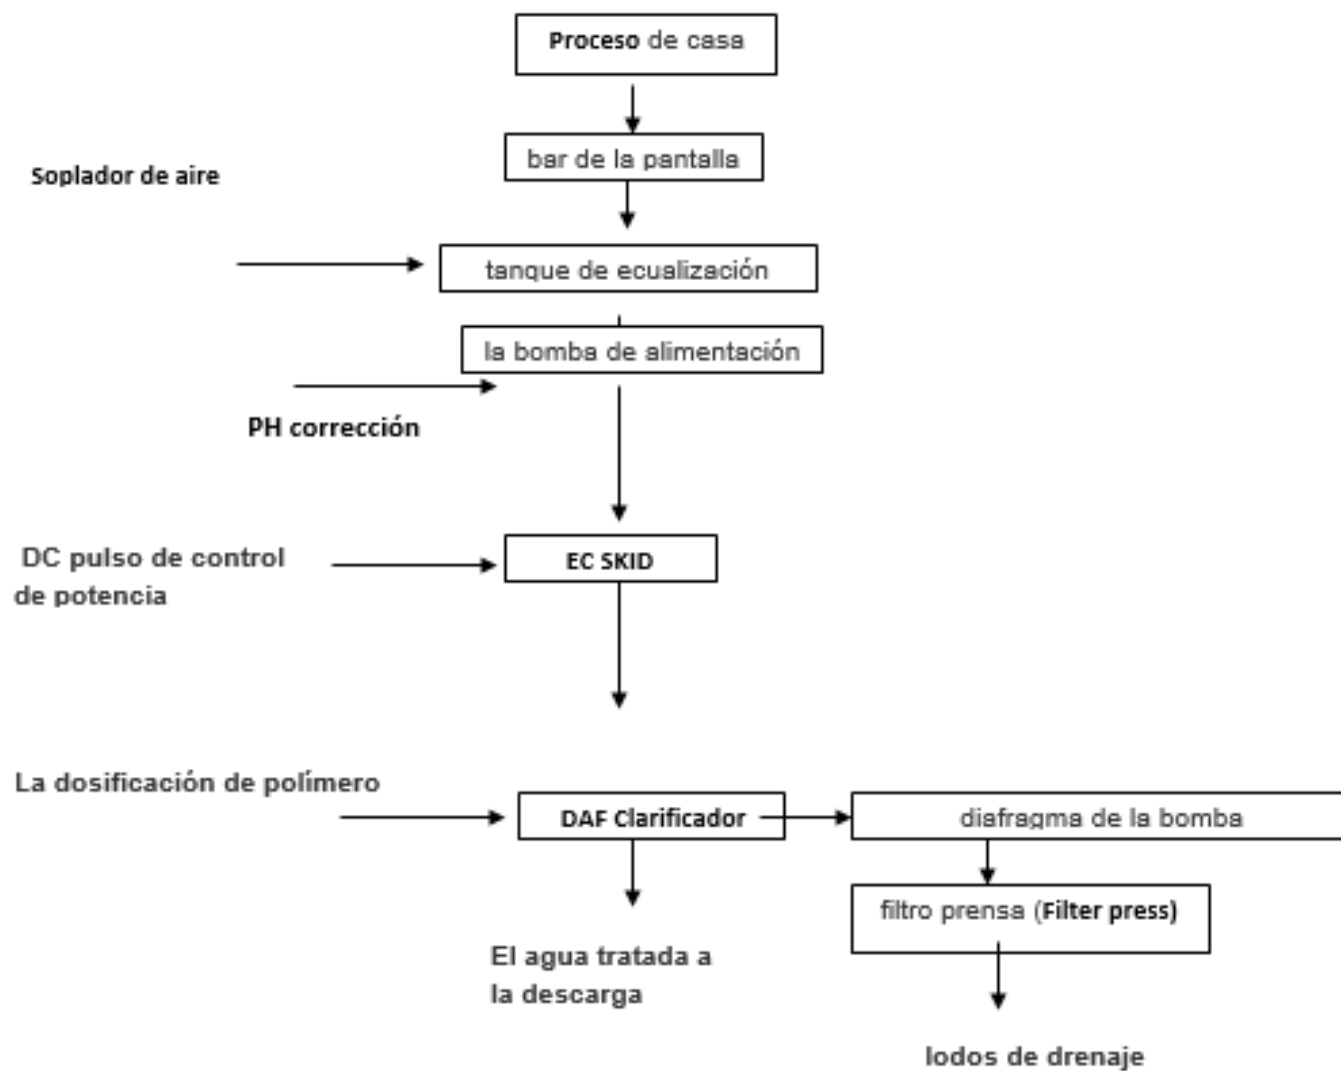 Proceso de casa
bar de la pantalla
Soplador de aire
tanque de ecualización
la bomba de alimentación
PH corrección
DC pulso de control
de potencia
EC SKID
La dosificación de polímero
DAF Clarificador
diafragma de la bomba
filtro prensa (Filter press)
El agua tratada a
la descarga
lodos de drenaje